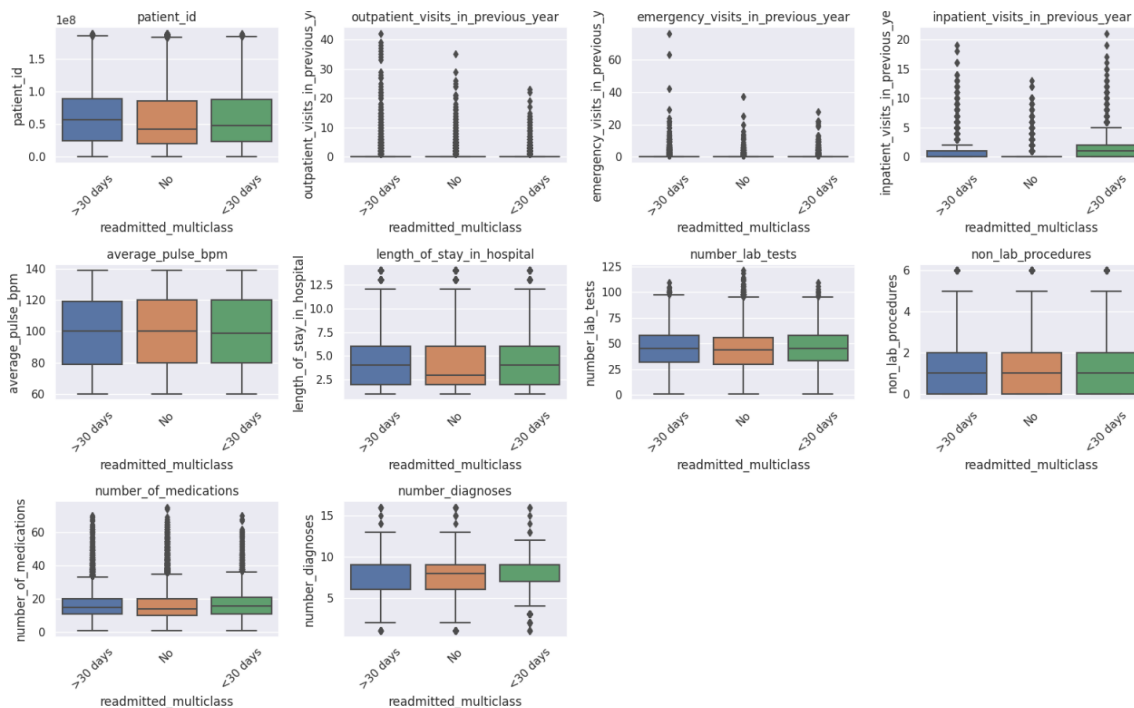 patient_id
1e8
patient_id
1.5
1.0
0.5
0.0
>30 days
No
<30 days
readmitted_multiclass
outpatient_visits_in_previous_year
outpatient_visits_in_previous_ye
40
30
20
10
0
>30 days
No
<30 days
readmitted_multiclass
emergency_visits_in_previous_year
emergency_visits_in_previous_y
60
40
20
0
>30 days
No
<30 days
readmitted_multiclass
inpatient_visits_in_previous_year
inpatient_visits_in_previous_ye
20
15
10
5
0
>30 days
No
<30 days
readmitted_multiclass
average_pulse_bpm
average_pulse_bpm
140
120
100
80
60
>30 days
No
<30 days
readmitted_multiclass
length_of_stay_in_hospital
length_of_stay_in_hospital
12.5
10.0
7.5
5.0
2.5
>30 days
No
<30 days
readmitted_multiclass
number_lab_tests
number_lab_tests
125
100
75
50
25
0
>30 days
No
<30 days
readmitted_multiclass
non_lab_procedures
non_lab_procedures
6
4
2
0
>30 days
No
<30 days
readmitted_multiclass
number_of_medications
number_of_medications
60
40
20
0
>30 days
No
<30 days
readmitted_multiclass
number_diagnoses
number_diagnoses
15
10
5
>30 days
No
<30 days
readmitted_multiclass